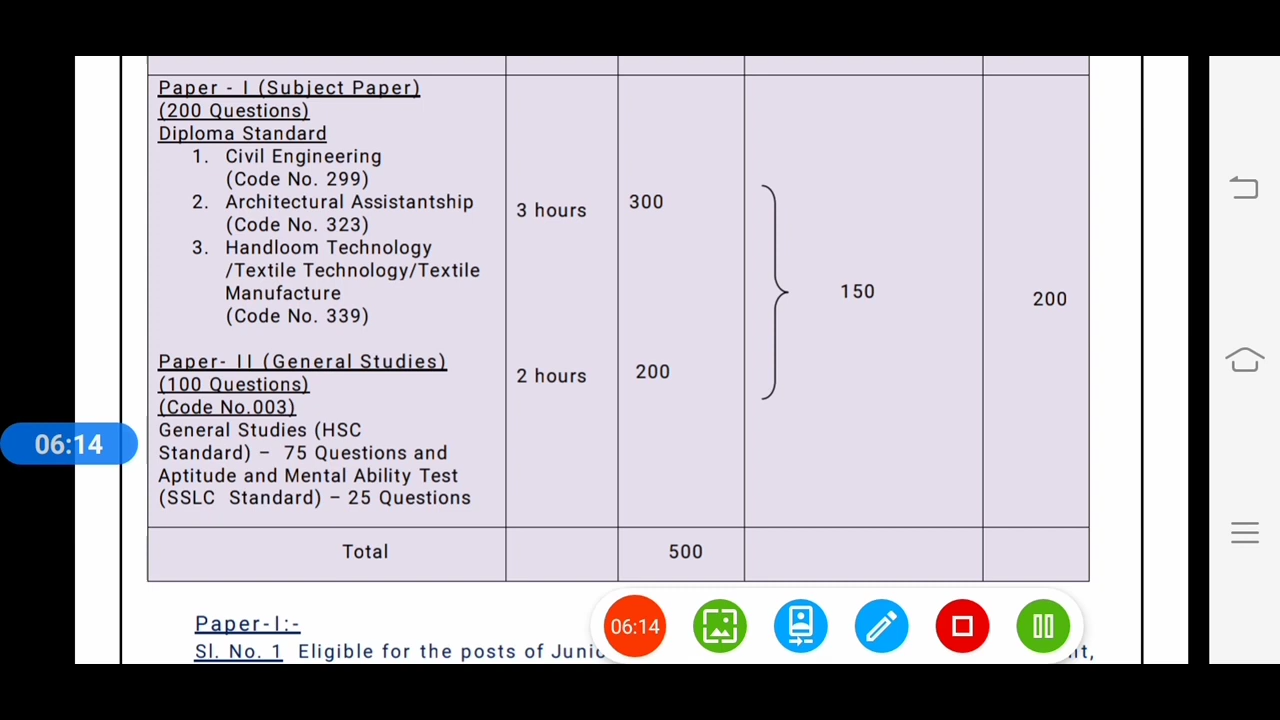 Paper - I (Subject Paper)
(200 Questions)
Diploma Standard
1. Civil Engineering
(Code No. 299)
2. Architectural Assistantship
(Code No. 323)
3. Handloom Technology
/Textile Technology/Textile
Manufacture
(Code No. 339)
3 hours
300
150
200
Paper- II (General Studies)
(100 Questions)
(Code No.003)
General Studies (HSC
Standard) – 75 Questions and
Aptitude and Mental Ability Test
(SSLC Standard) – 25 Questions
2 hours
200
Total
500
06:14
06:14
Paper-I:-
Sl. No. 1 Eligible for the posts of